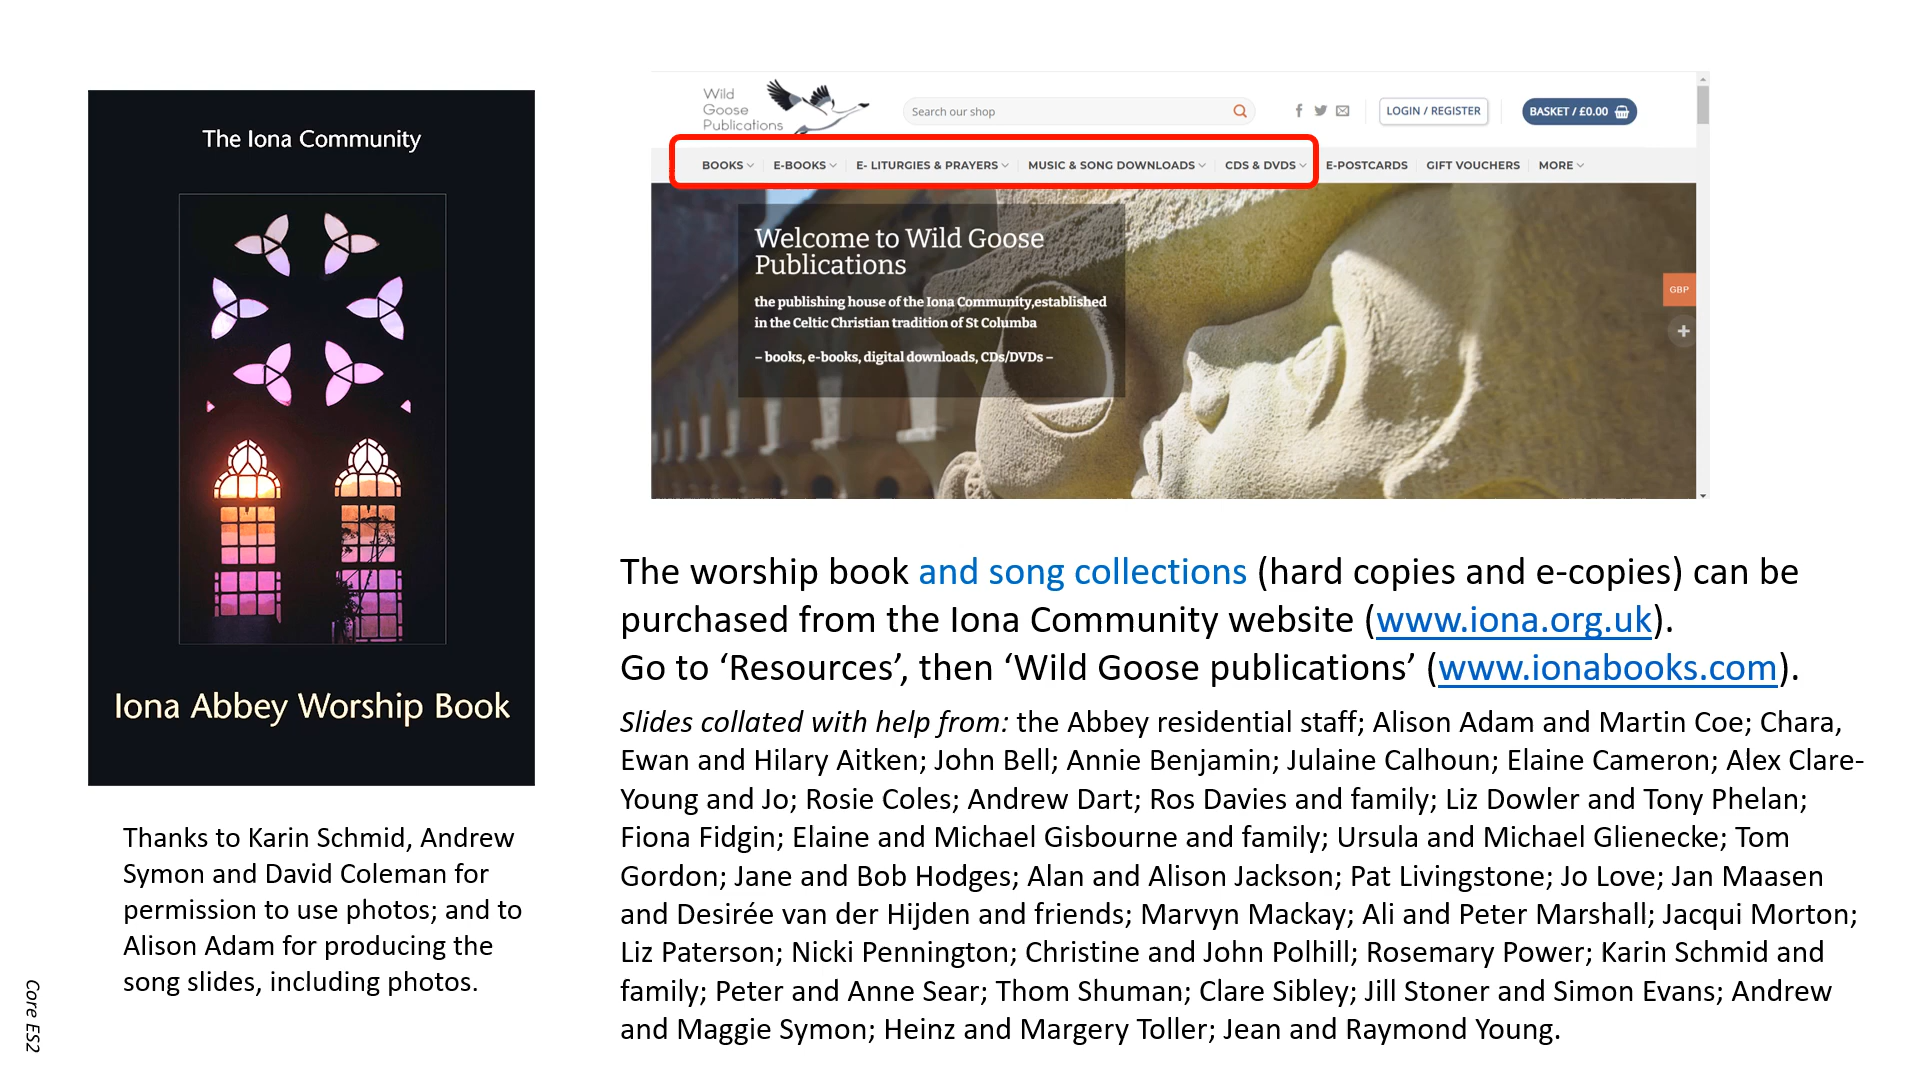 The Iona Community
Iona Abbey Worship Book
Thanks to Karin Schmid, Andrew
Symon and David Coleman for
permission to use photos; and to
Alison Adam for producing the
song slides, including photos.
Core ES2
Wild
Goose
Publications
Search our shop
LOGIN / REGISTER
BASKET / £0.00
BOOKS E-BOOKS E- LITURGIES & PRAYERS MUSIC & SONG DOWNLOADS CDS & DVDS E-POSTCARDS GIFT VOUCHERS MORE
Welcome to Wild Goose
Publications
the publishing house of the Iona Community,established
in the Celtic Christian tradition of St Columba
– books, e-books, digital downloads, CDs/DVDs –
GBP
The worship book and song collections (hard copies and e-copies) can be
purchased from the Iona Community website (www.iona.org.uk).
Go to ‘Resources’, then ‘Wild Goose publications’ (www.ionabooks.com).
Slides collated with help from: the Abbey residential staff; Alison Adam and Martin Coe; Chara,
Ewan and Hilary Aitken; John Bell; Annie Benjamin; Julaine Calhoun; Elaine Cameron; Alex Clare-
Young and Jo; Rosie Coles; Andrew Dart; Ros Davies and family; Liz Dowler and Tony Phelan;
Fiona Fidgin; Elaine and Michael Gisbourne and family; Ursula and Michael Glienecke; Tom
Gordon; Jane and Bob Hodges; Alan and Alison Jackson; Pat Livingstone; Jo Love; Jan Maasen
and Desirée van der Hijden and friends; Marvyn Mackay; Ali and Peter Marshall; Jacqui Morton;
Liz Paterson; Nicki Pennington; Christine and John Polhill; Rosemary Power; Karin Schmid and
family; Peter and Anne Sear; Thom Shuman; Clare Sibley; Jill Stoner and Simon Evans; Andrew
and Maggie Symon; Heinz and Margery Toller; Jean and Raymond Young.